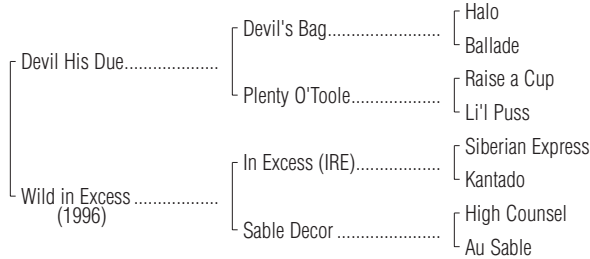 Halo
Devil's Bag..........................
Ballade
Devil His Due......................
Raise a Cup
Plenty O'Toole.....................
Li'l Puss
Siberian Express
In Excess (IRE)....................
Kantado
Wild in Excess ....................
(1996)
High Counsel
Sable Decor ........................
Au Sable